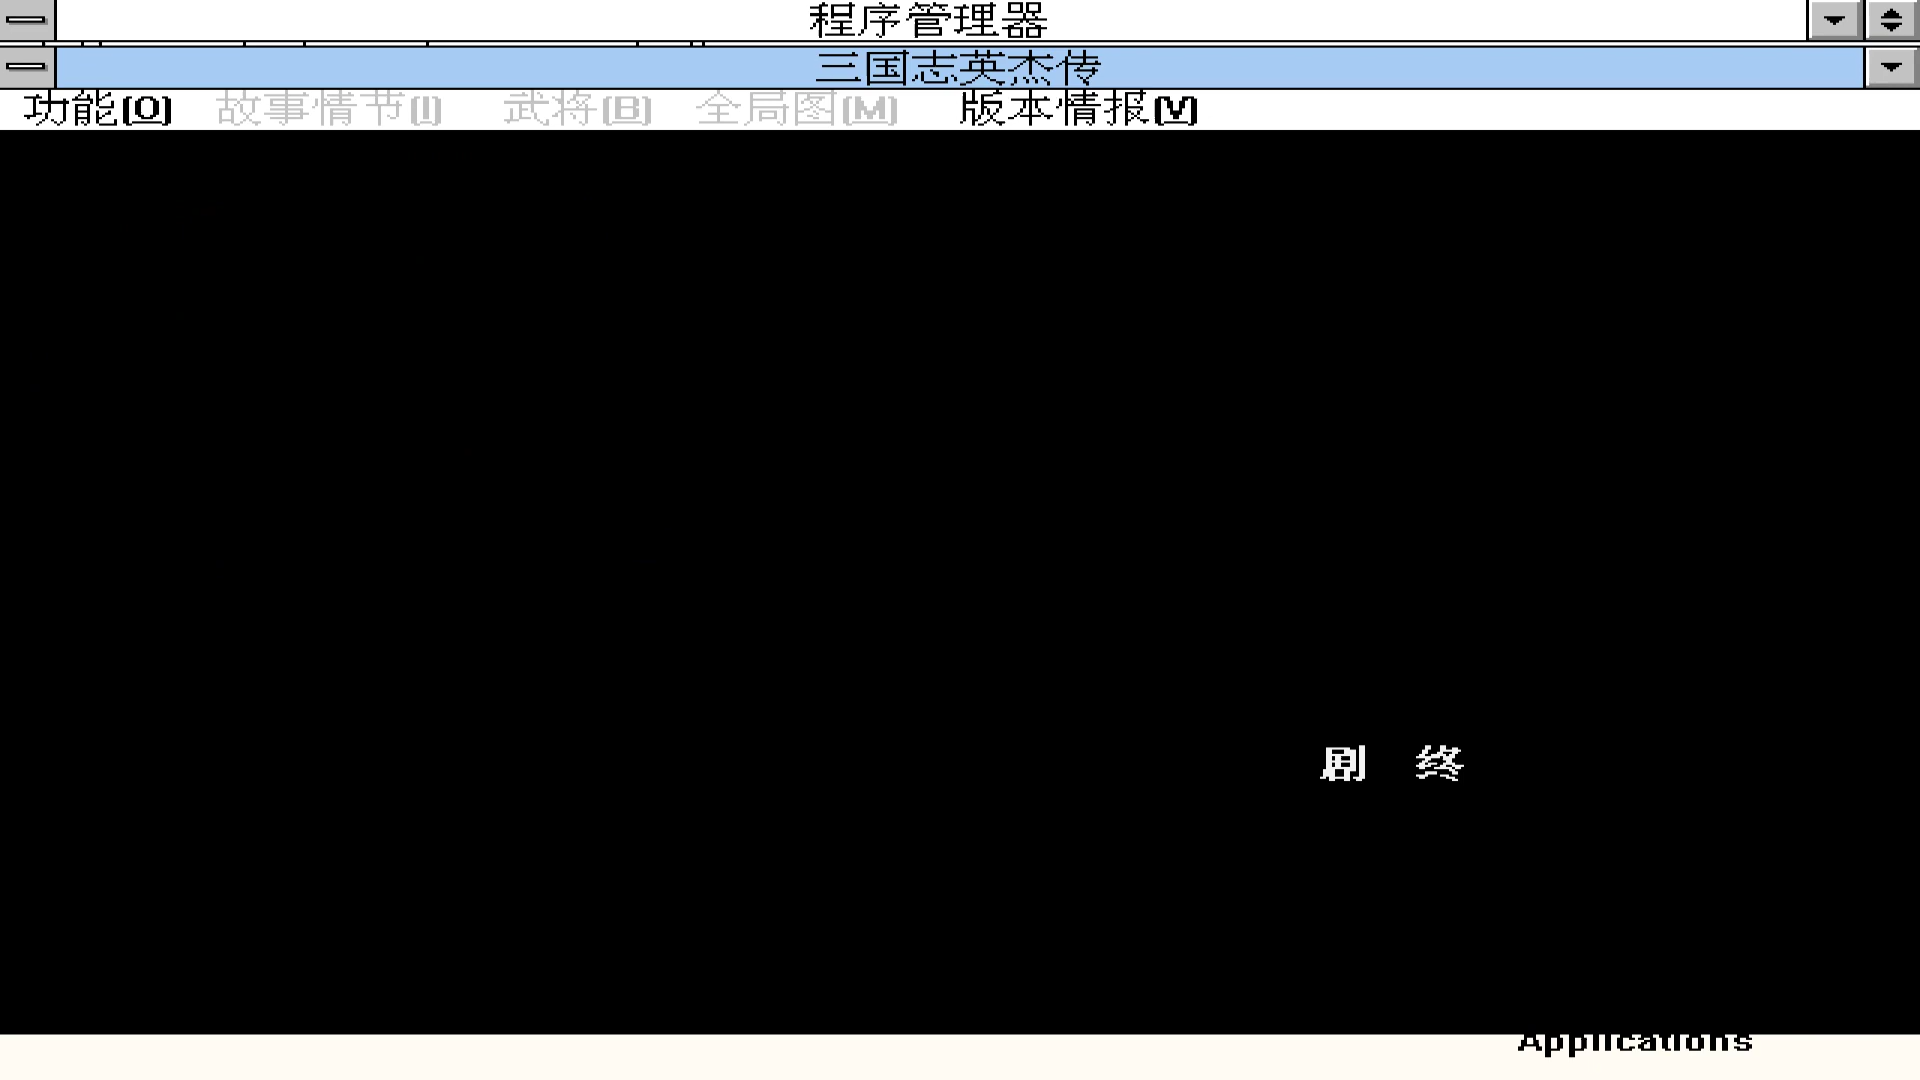 程序管理器
三国志英杰传
功能(O) 故事情节(I) 武将(B) 全局图(M) 版本情报(V)
剧 终
Applications